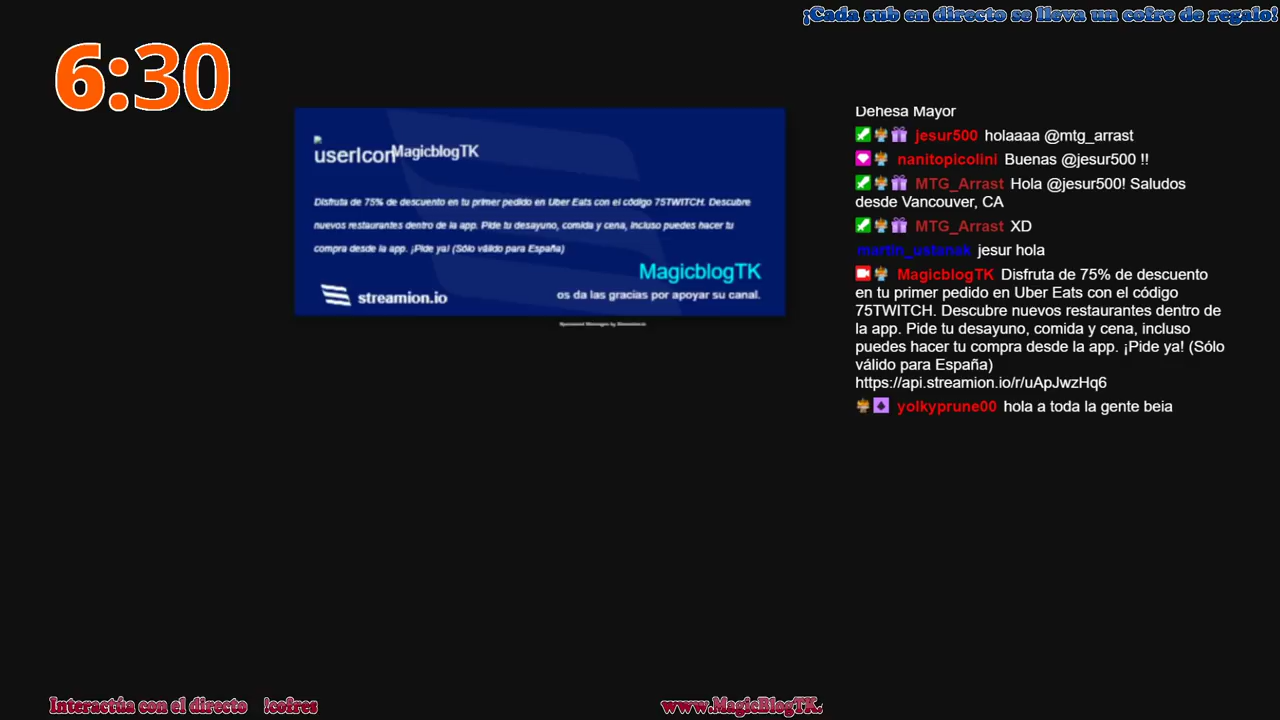 ¡Cada sub en directo se lleva un cofre de regalo!
6:30
userIcon MagicblogTK
Disfruta de 75% de descuento en tu primer pedido en Uber Eats con el código 75TWITCH. Descubre
nuevos restaurantes dentro de la app. Pide tu desayuno, comida y cena, incluso puedes hacer tu
compra desde la app. ¡Pide ya! (Sólo válido para España)
MagicblogTK
streamion.io
os da las gracias por apoyar su canal.
Sponsored Messages by Streamion.io
Dehesa Mayor
jesur500 holaaaa @mtg_arrast
nanitopicolini Buenas @jesur500 !!
MTG_Arrast Hola @jesur500! Saludos
desde Vancouver, CA
MTG_Arrast XD
martin_ustansk jesur hola
MagicblogTK Disfruta de 75% de descuento
en tu primer pedido en Uber Eats con el código
75TWITCH. Descubre nuevos restaurantes dentro de
la app. Pide tu desayuno, comida y cena, incluso
puedes hacer tu compra desde la app. ¡Pide ya! (Sólo
válido para España)
https://api.streamion.io/r/uApJwzHq6
yolkyprune00 hola a toda la gente beia
Interactúa con el directo !cofres
www.MagicBlogTK.